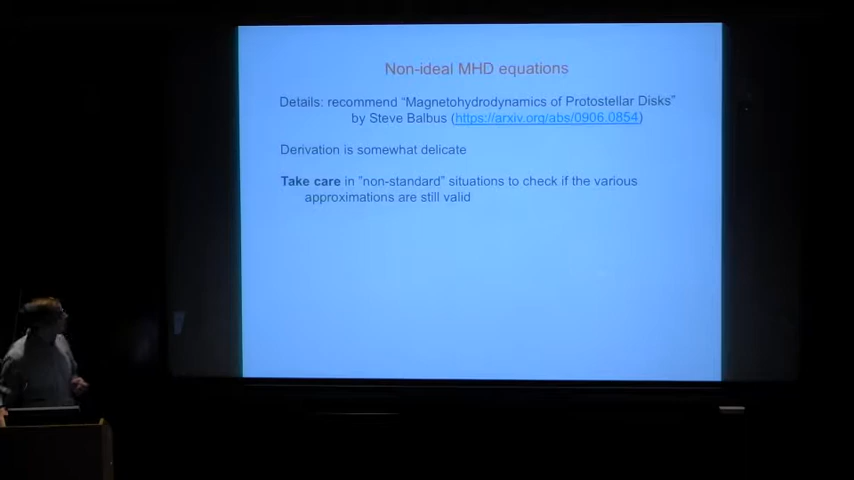 Non-ideal MHD equations
Details: recommend “Magnetohydrodynamics of Protostellar Disks”
by Steve Balbus (https://arxiv.org/abs/0906.0854)
Derivation is somewhat delicate
Take care in ”non-standard” situations to check if the various
approximations are still valid